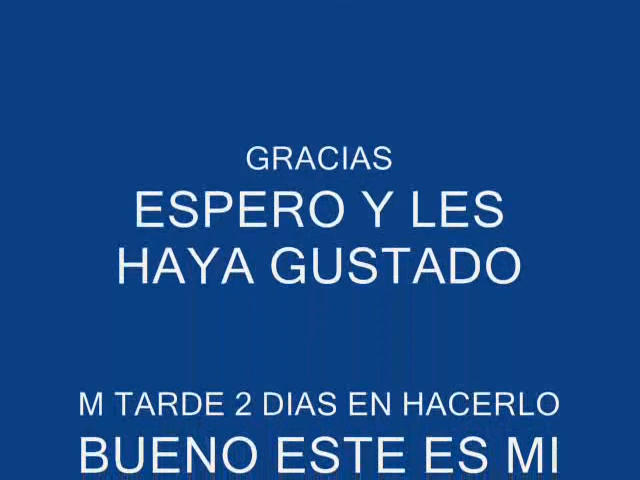 GRACIAS
ESPERO Y LES
HAYA GUSTADO
M TARDE 2 DIAS EN HACERLO
BUENO ESTE ES MI